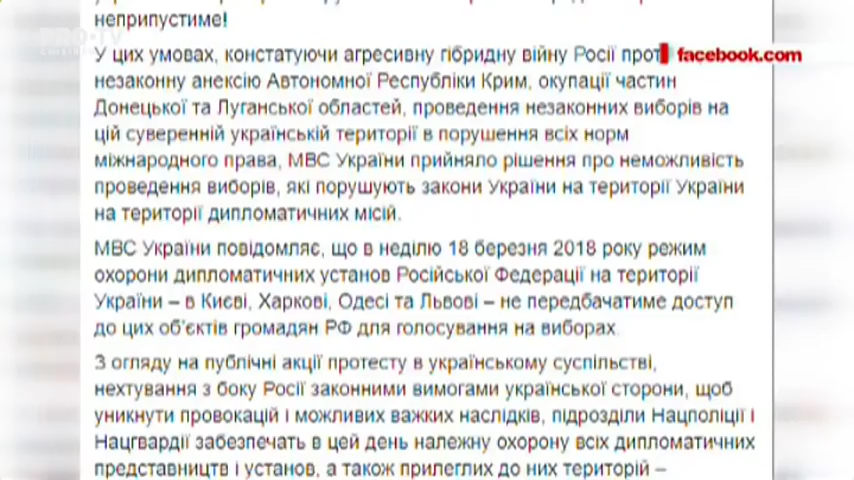 неприпустиме!
У цих умовах, констатуючи агресивну гібридну війну Росії прот
facebook.com
незаконну анексію Автономної Республіки Крим, окупації частин
Донецької та Луганської областей, проведення незаконних виборів на
цій суверенній українській території в порушення всіх норм
міжнародного права, МВС України прийняло рішення про неможливість
проведення виборів, які порушують закони України на території України
на території дипломатичних місій.
МВС України повідомляє, що в неділю 18 березня 2018 року режим
охорони дипломатичних установ Російської Федерації на території
України – в Києві, Харкові, Одесі та Львові – не передбачатиме доступ
до цих об'єктів громадян РФ для голосування на виборах.
З огляду на публічні акції протесту в українському суспільстві,
нехтування з боку Росії законними вимогами української сторони, щоб
уникнути провокацій і можливих важких наслідків, підрозділи Нацполіції і
Нацгвардії забезпечать в цей день належну охорону всіх дипломатичних
представництв і установ, а також прилеглих до них територій –